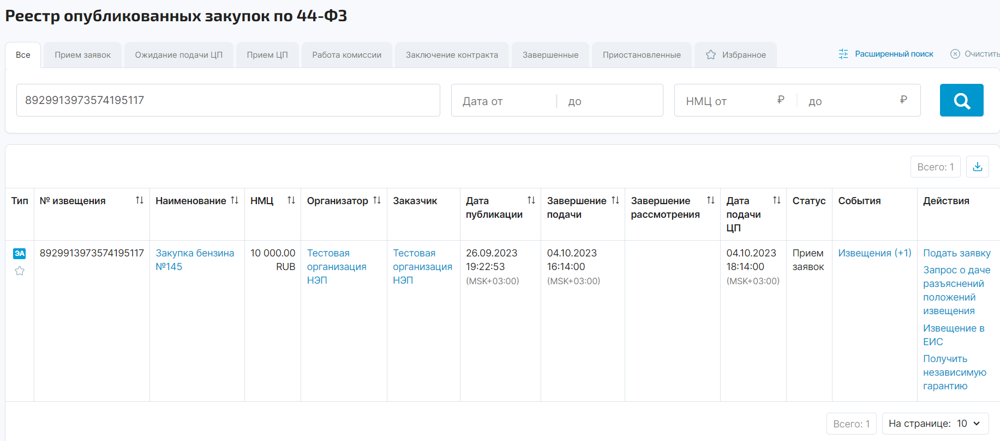 Реестр опубликованных закупок по 44-ФЗ
Все
Прием заявок
Ожидание подачи ЦП
Прием ЦП
Работа комиссии
Заключение контракта
Завершенные
Приостановленные
Избранное
Расширенный поиск
Очистить
8929913973574195117
Дата от
до
НМЦ от ₽
до ₽
Всего: 1
Тип
№ извещения
Наименование
НМЦ
Организатор
Заказчик
Дата
публикации
Завершение
подачи
Завершение
рассмотрения
Дата
подачи
ЦП
Статус
События
Действия
ЭА
8929913973574195117
Закупка бензина
№145
10 000.00
RUB
Тестовая
организация
НЭП
Тестовая
организация
НЭП
26.09.2023
19:22:53
(MSK+03:00)
04.10.2023
16:14:00
(MSK+03:00)
04.10.2023
18:14:00
(MSK+03:00)
Прием
заявок
Извещения (+1)
Подать заявку
Запрос о даче
разъяснений
положений
извещения
Извещение в
ЕИС
Получить
независимую
гарантию
Всего: 1
На странице: 10